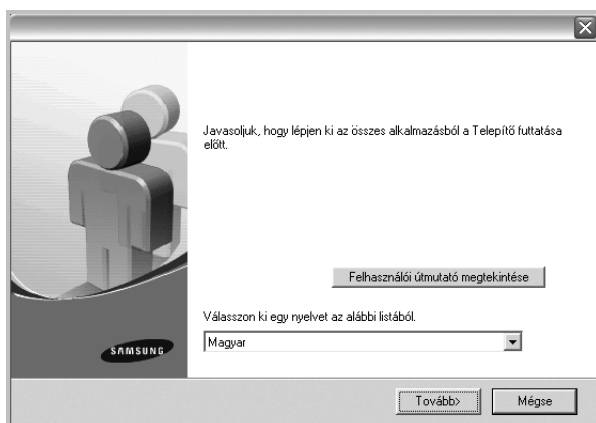 Javasoljuk, hogy lépjen ki az összes alkalmazásból a Telepítő futtatása
előtt.
Felhasználói útmutató megtekintése
Válasszon ki egy nyelvet az alábbi listából.
Magyar
SAMSUNG
Tovább>
Mégse